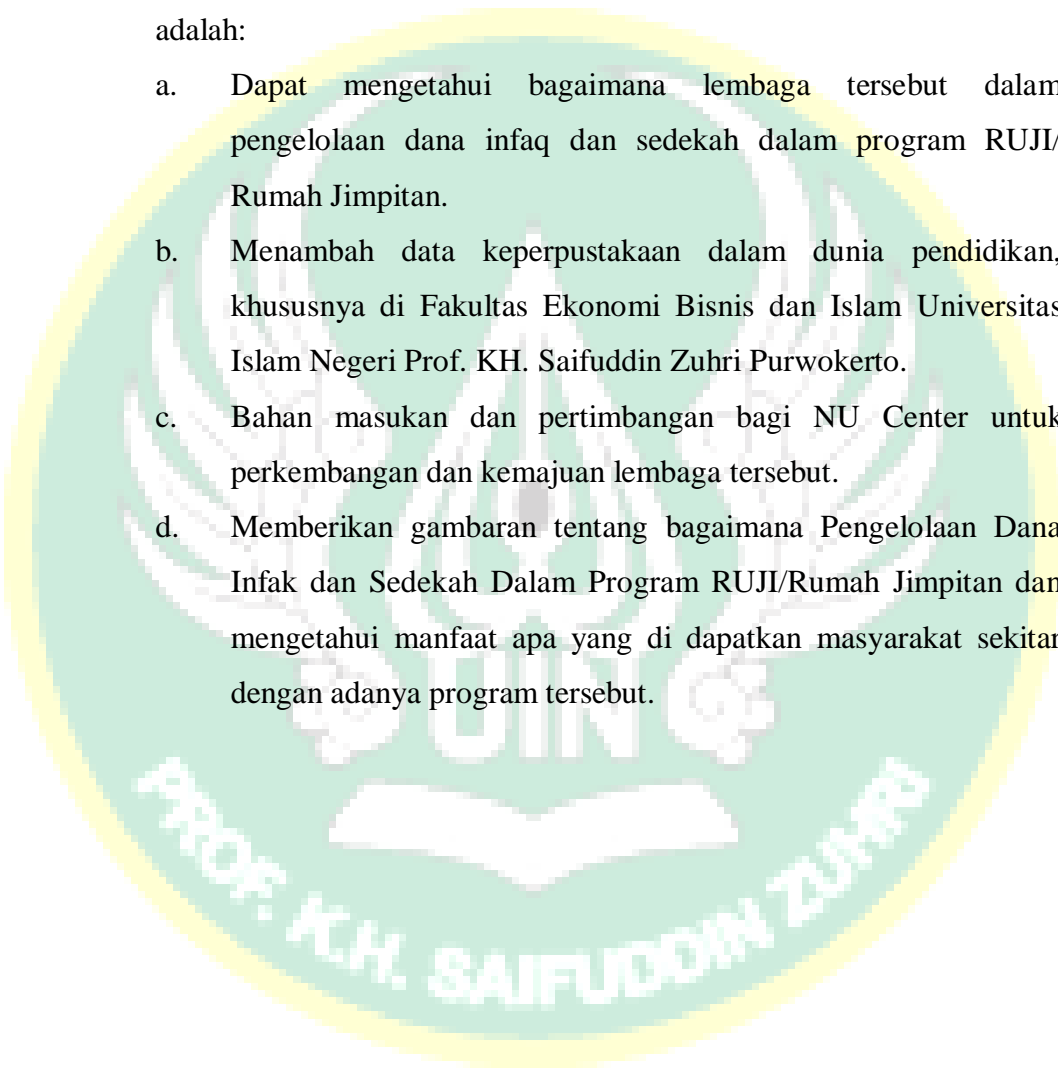 adalah:
a. Dapat mengetahui bagaimana lembaga tersebut dalam
pengelolaan dana infaq dan sedekah dalam program RUJI/
Rumah Jimpitan.
b. Menambah data keperpustakaan dalam dunia pendidikan,
khususnya di Fakultas Ekonomi Bisnis dan Islam Universitas
Islam Negeri Prof. KH. Saifuddin Zuhri Purwokerto.
c. Bahan masukan dan pertimbangan bagi NU Center untuk
perkembangan dan kemajuan lembaga tersebut.
d. Memberikan gambaran tentang bagaimana Pengelolaan Dana
Infak dan Sedekah Dalam Program RUJI/Rumah Jimpitan dan
mengetahui manfaat apa yang di dapatkan masyarakat sekitar
dengan adanya program tersebut.
UIN
PROF. K.H. SAIFUDDIN ZUHRI